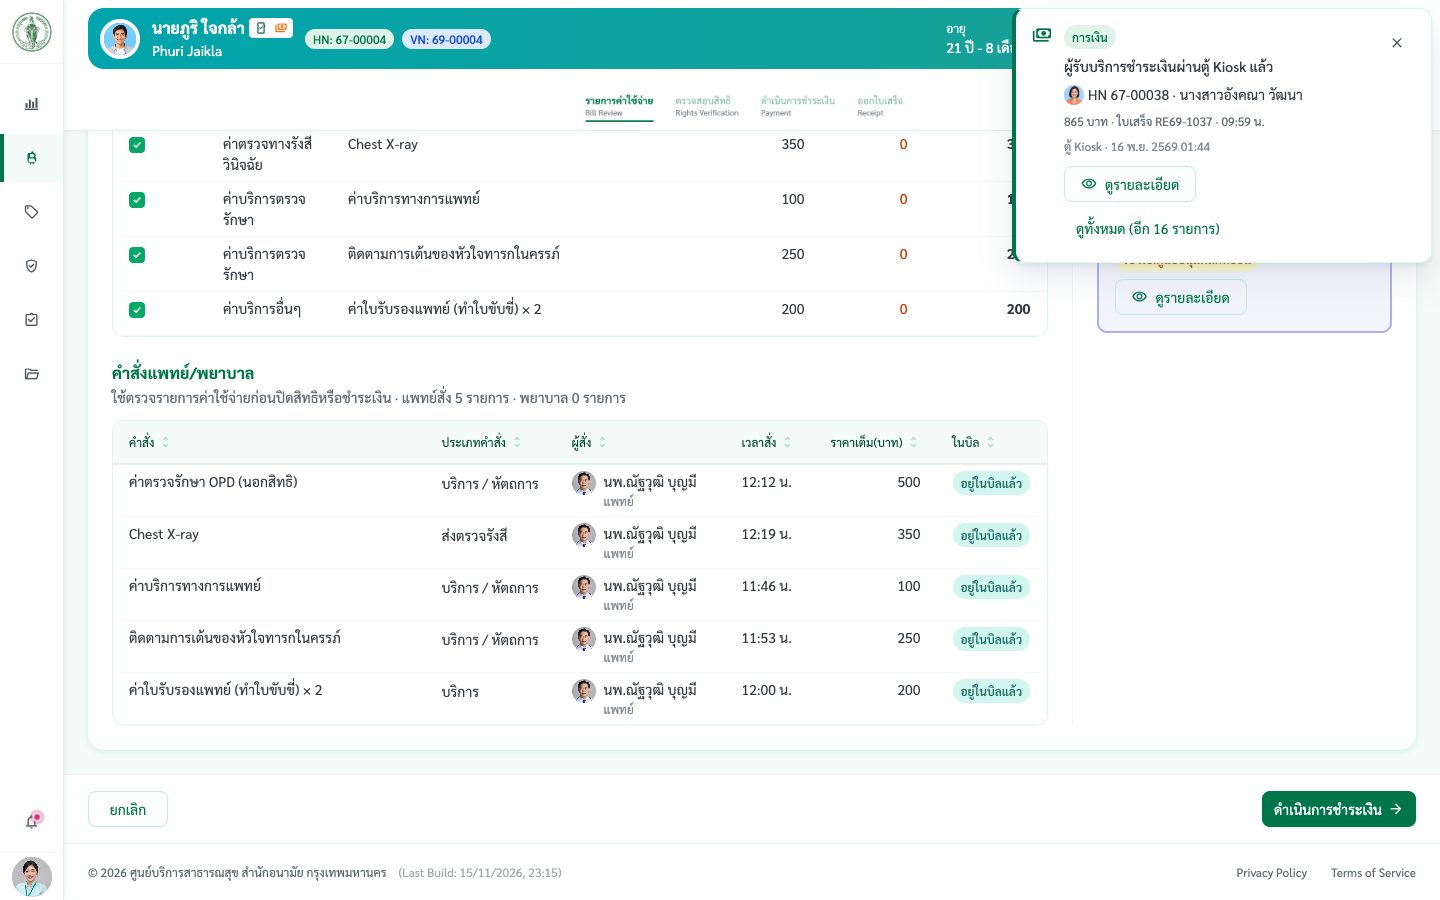 นายภูริ ใจกล้า
Phuri Jaikla
HN: 67-00004
VN: 69-00004
อายุ
21 ปี - 8
การเงิน
ผู้รับบริการชำระเงินผ่านตู้ Kiosk แล้ว
HN 67-00038 · นางสาวอังคณา วัฒนา
865 บาท · ใบเสร็จ RE69-1037 · 09:59 น.
ตู้ Kiosk · 16 พ.ย. 2569 01:44
ดูรายละเอียด
ดูทั้งหมด (อีก 16 รายการ)
รายการค่าใช้จ่าย
Bill Review
ตรวจสอบสิทธิ
Rights Verification
ดำเนินการชำระเงิน
Payment
ออกใบเสร็จ
Receipt
ค่าตรวจทางรังสี
วินิจฉัย
Chest X-ray 350 0
ค่าบริการตรวจ
รักษา
ค่าบริการทางการแพทย์ 100 0
ค่าบริการตรวจ
รักษา
ติดตามการเต้นของหัวใจทารกในครรภ์ 250 0
ค่าบริการอื่นๆ ค่าใบรับรองแพทย์ (ทำใบขับขี่) × 2 200 0 200
ดูรายละเอียด
คำสั่งแพทย์/พยาบาล
ใช้ตรวจรายการค่าใช้จ่ายก่อนปิดสิทธิหรือชำระเงิน · แพทย์สั่ง 5 รายการ · พยาบาล 0 รายการ
คำสั่ง ประเภทคำสั่ง ผู้สั่ง เวลาสั่ง ราคาเต็ม(บาท) ในบิล
ค่าตรวจรักษา OPD (นอกสิทธิ) บริการ / หัตถการ นพ.ณัฐวุฒิ บุญมี 12:12 น. 500 อยู่ในบิลแล้ว
แพทย์
Chest X-ray ส่งตรวจรังสี นพ.ณัฐวุฒิ บุญมี 12:19 น. 350 อยู่ในบิลแล้ว
แพทย์
ค่าบริการทางการแพทย์ บริการ / หัตถการ นพ.ณัฐวุฒิ บุญมี 11:46 น. 100 อยู่ในบิลแล้ว
แพทย์
ติดตามการเต้นของหัวใจทารกในครรภ์ บริการ / หัตถการ นพ.ณัฐวุฒิ บุญมี 11:53 น. 250 อยู่ในบิลแล้ว
แพทย์
ค่าใบรับรองแพทย์ (ทำใบขับขี่) × 2 บริการ นพ.ณัฐวุฒิ บุญมี 12:00 น. 200 อยู่ในบิลแล้ว
แพทย์
ยกเลิก
ดำเนินการชำระเงิน
© 2026 ศูนย์บริการสาธารณสุข สำนักอนามัย กรุงเทพมหานคร (Last Build: 15/11/2026, 23:15)
Privacy Policy Terms of Service